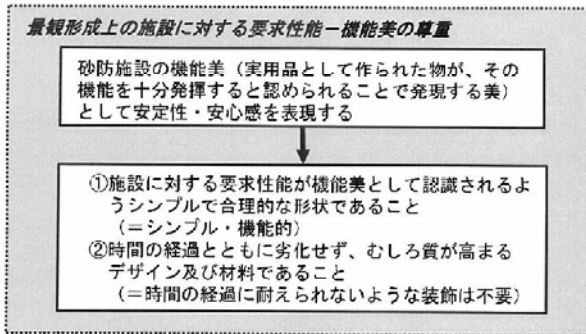 景観形成上の施設に対する要求性能－機能美の尊重
砂防施設の機能美（実用品として作られた物が、その
機能を十分発揮すると認められることで発現する美）
として安定性・安心感を表現する
①施設に対する要求性能が機能美として認識されるよ
うシンプルで合理的な形状であること
（＝シンプル・機能的）
②時間の経過とともに劣化せず、むしろ質が高まる
デザイン及び材料であること
（＝時間の経過に耐えられないような装飾は不要）